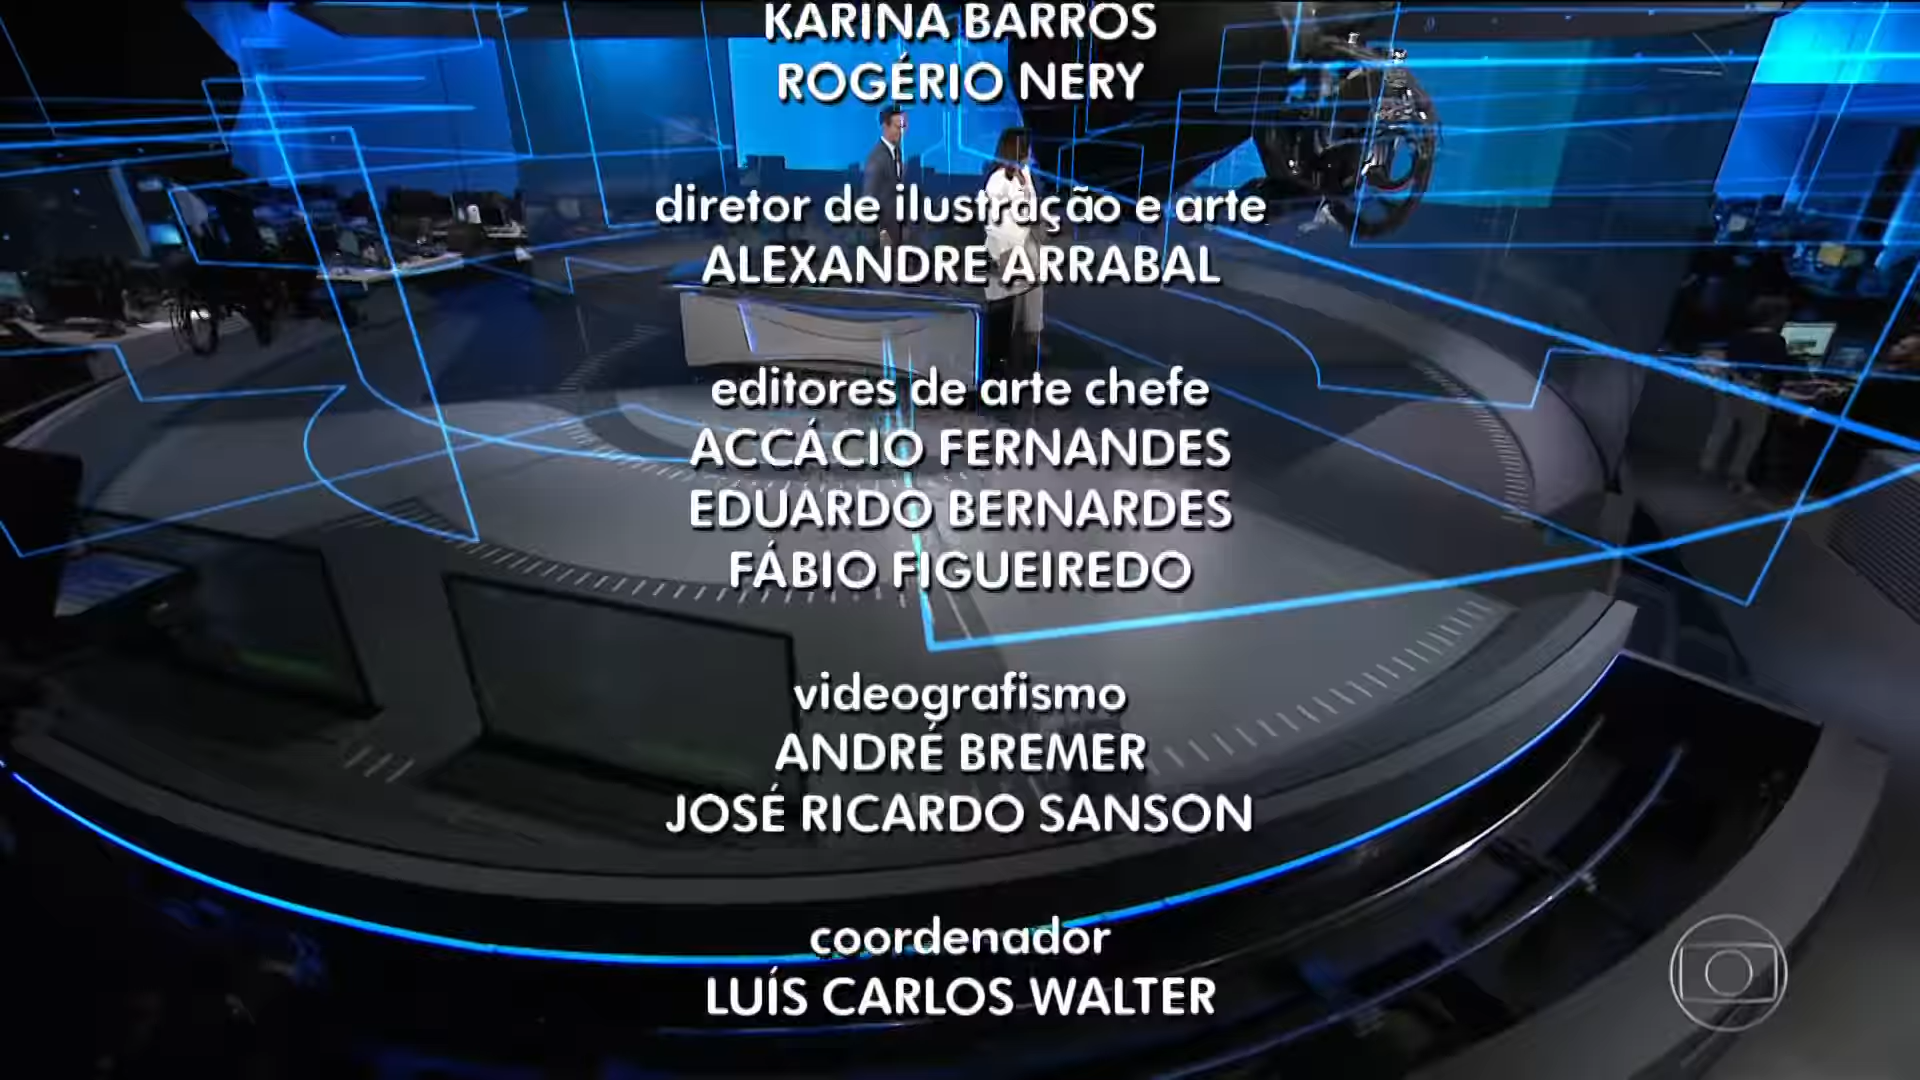 KARINA BARROS
ROGÉRIO NERY
diretor de ilustração e arte
ALEXANDRE ARRABAL
editores de arte chefe
ACCÁCIO FERNANDES
EDUARDO BERNARDES
FÁBIO FIGUEIREDO
videografismo
ANDRÉ BREMER
JOSÉ RICARDO SANSON
coordenador
LUÍS CARLOS WALTER